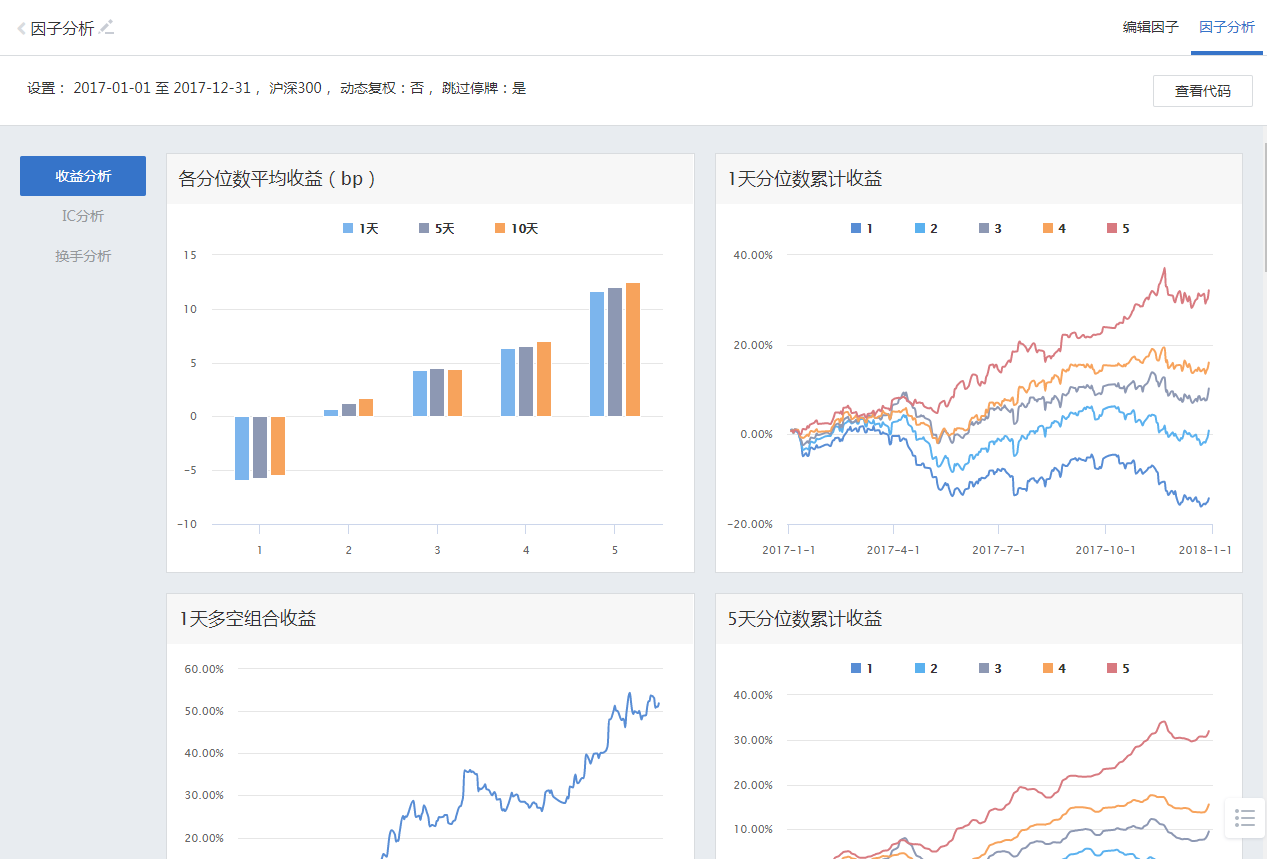 因子分析
编辑因子 因子分析
设置： 2017-01-01 至 2017-12-31， 沪深300， 动态复权：否， 跳过停牌：是
查看代码
收益分析
IC分析
换手分析
各分位数平均收益（bp）
1天 5天 10天
15
10
5
0
−5
−10
1 2 3 4 5
1天分位数累计收益
1 2 3 4 5
40.00%
20.00%
0.00%
−20.00%
2017-1-1 2017-4-1 2017-7-1 2017-10-1 2018-1-1
1天多空组合收益
60.00%
50.00%
40.00%
30.00%
20.00%
5天分位数累计收益
1 2 3 4 5
40.00%
30.00%
20.00%
10.00%